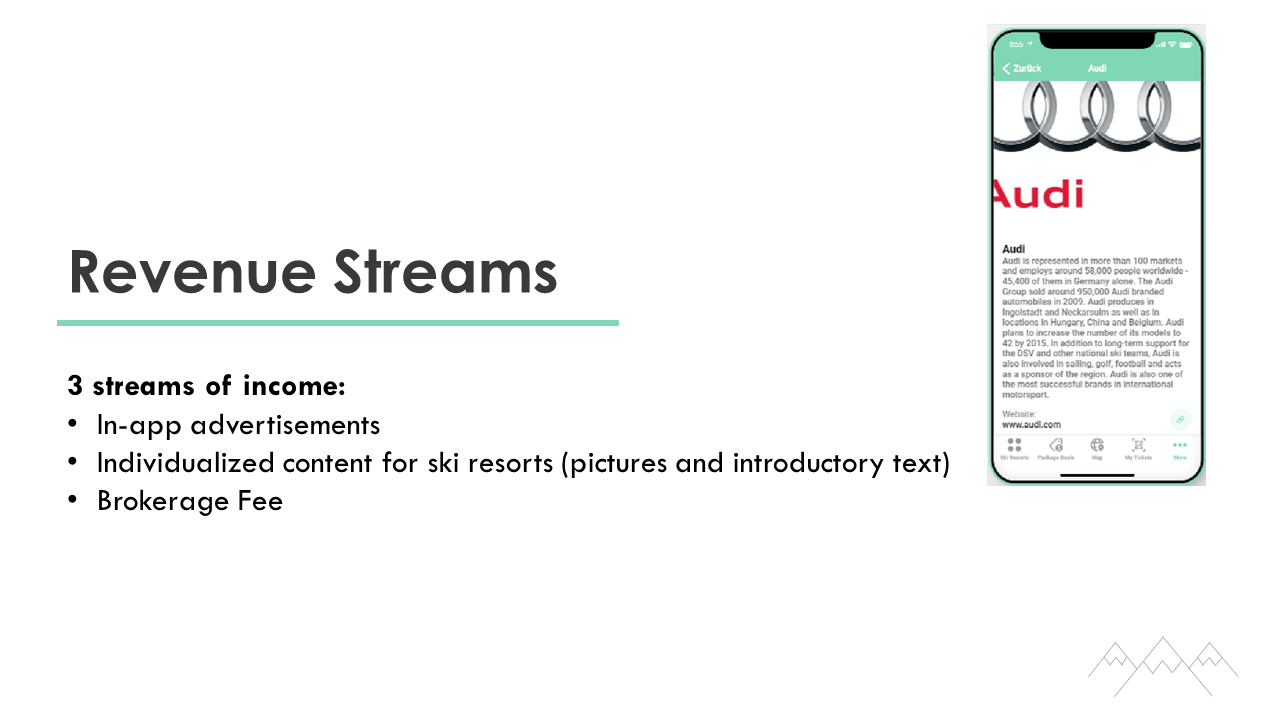 Revenue Streams
3 streams of income:
• In-app advertisements
• Individualized content for ski resorts (pictures and introductory text)
• Brokerage Fee
855
Zurück
Audi
Audi
Audi
Audi is represented in more than 100 markets
and employs around 58,000 people worldwide -
45,400 of them in Germany alone. The Audi
Group sold around 950,000 Audi branded
automobiles in 2009. Audi produces in
Ingolstadt and Neckarsulm as well as in
locations in Hungary, China and Belgium. Audi
plans to increase the number of its models to
42 by 2015. In addition to long-term support for
the DSV and other national ski teams, Audi is
also involved in sailing, golf, football and acts
as a sponsor of the region. Audi is also one of
the most successful brands in international
motorsport.
Website:
www.audi.com
Ski Resorts
Package Deals
Map
My Tickets
More